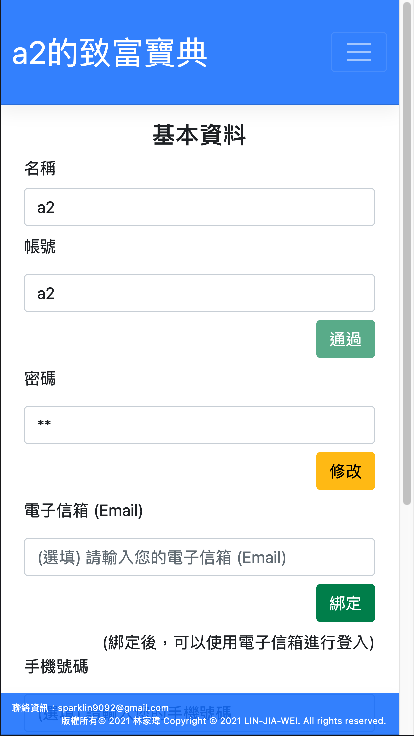 a2的致富寶典
基本資料
名稱
a2
帳號
a2
通過
密碼
**
修改
電子信箱 (Email)
(選填) 請輸入您的電子信箱 (Email)
綁定
(綁定後，可以使用電子信箱進行登入)
手機號碼
聯絡資訊：sparklin9092@gmail.com
版權所有© 2021 林家瑋 Copyright © 2021 LIN-JIA-WEI. All rights reserved.